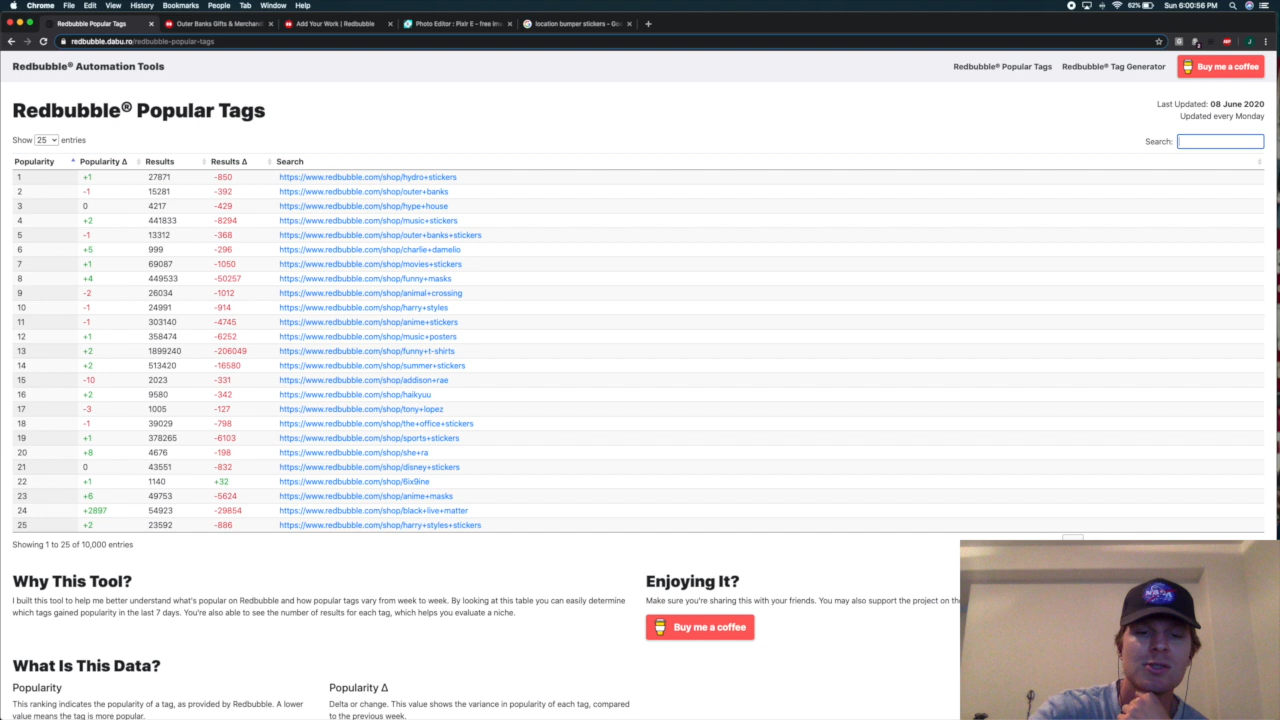 Chrome File Edit View History Bookmarks People Tab Window Help 62% Sun 6:00:56 PM
Redbubble Popular Tags × Outer Banks Gifts & Merchand × Add Your Work | Redbubble × Photo Editor : Pixlr E - free ima × location bumper stickers - Goo × +
redbubble.dabu.ro/redbubble-popular-tags
Redbubble® Automation Tools Redbubble® Popular Tags Redbubble® Tag Generator Buy me a coffee
Redbubble® Popular Tags
Last Updated: 08 June 2020
Updated every Monday
Show 25 entries Search:
Popularity Popularity Δ Results Results Δ Search
1 +1 27871 -850 https://www.redbubble.com/shop/hydro+stickers
2 -1 15281 -392 https://www.redbubble.com/shop/outer+banks
3 0 4217 -429 https://www.redbubble.com/shop/hype+house
4 +2 441833 -8294 https://www.redbubble.com/shop/music+stickers
5 -1 13312 -368 https://www.redbubble.com/shop/outer+banks+stickers
6 +5 999 -296 https://www.redbubble.com/shop/charlie+damelio
7 +1 69087 -1050 https://www.redbubble.com/shop/movies+stickers
8 +4 449533 -50257 https://www.redbubble.com/shop/funny+masks
9 -2 26034 -1012 https://www.redbubble.com/shop/animal+crossing
10 -1 24991 -914 https://www.redbubble.com/shop/harry+styles
11 -1 303140 -4745 https://www.redbubble.com/shop/anime+stickers
12 +1 358474 -6252 https://www.redbubble.com/shop/music+posters
13 +2 1899240 -206049 https://www.redbubble.com/shop/funny+t-shirts
14 +2 513420 -16580 https://www.redbubble.com/shop/summer+stickers
15 -10 2023 -331 https://www.redbubble.com/shop/addison+rae
16 +2 9580 -342 https://www.redbubble.com/shop/haikyuu
17 -3 1005 -127 https://www.redbubble.com/shop/tony+lopez
18 -1 39029 -798 https://www.redbubble.com/shop/the+office+stickers
19 +1 378265 -6103 https://www.redbubble.com/shop/sports+stickers
20 +8 4676 -198 https://www.redbubble.com/shop/she+ra
21 0 43551 -832 https://www.redbubble.com/shop/disney+stickers
22 +1 1140 +32 https://www.redbubble.com/shop/6ix9ine
23 +6 49753 -5624 https://www.redbubble.com/shop/anime+masks
24 +2897 54923 -29854 https://www.redbubble.com/shop/black+live+matter
25 +2 23592 -886 https://www.redbubble.com/shop/harry+styles+stickers
Showing 1 to 25 of 10,000 entries
Why This Tool?
I built this tool to help me better understand what's popular on Redbubble and how popular tags vary from week to week. By looking at this table you can easily determine
which tags gained popularity in the last 7 days. You're also able to see the number of results for each tag, which helps you evaluate a niche.
Enjoying It?
Make sure you're sharing this with your friends. You may also support the project on the
Buy me a coffee
What Is This Data?
Popularity
This ranking indicates the popularity of a tag, as provided by Redbubble. A lower
value means the tag is more popular.
Popularity Δ
Delta or change. This value shows the variance in popularity of each tag, compared
to the previous week.
NASA